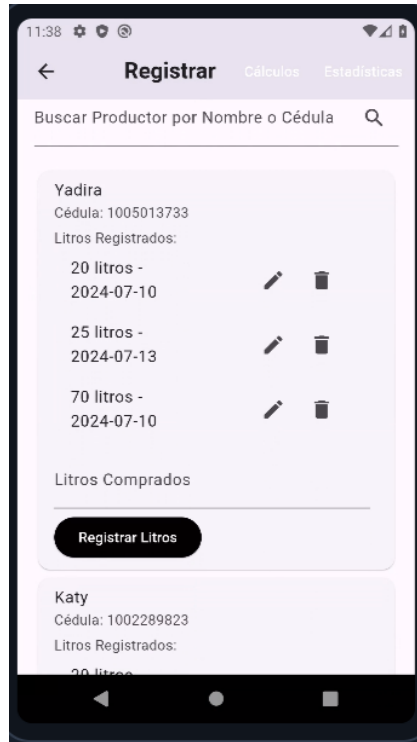 11:38
Registrar Cálculos Estadísticas
Buscar Productor por Nombre o Cédula
Yadira
Cédula: 1005013733
Litros Registrados:
20 litros -
2024-07-10
25 litros -
2024-07-13
70 litros -
2024-07-10
Litros Comprados
Registrar Litros
Katy
Cédula: 1002289823
Litros Registrados:
20 litros